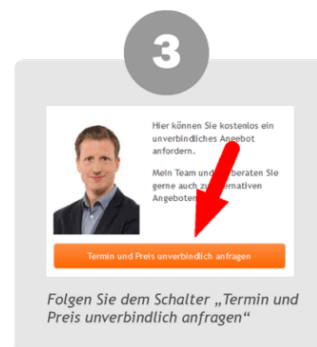 3
Hier können Sie kostenlos ein
unverbindliches Angebot
anfordern.
Mein Team und beraten Sie
gerne auch zu
Angeboten
Termin und Preis unverbindlich anfragen
Folgen Sie dem Schalter „Termin und
Preis unverbindlich anfragen“